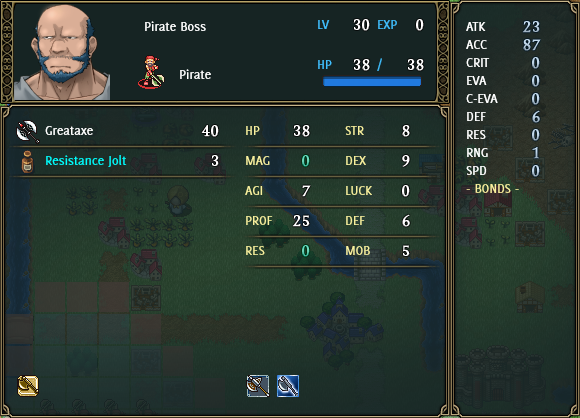 Pirate Boss
LV 30 EXP 0
Pirate
HP 38 / 38
Greataxe 40
Resistance Jolt 3
HP 38 STR 8
MAG 0 DEX 9
AGI 7 LUCK 0
PROF 25 DEF 6
RES 0 MOB 5
ATK 23
ACC 87
CRIT 0
EVA 0
C-EVA 0
DEF 6
RES 0
RNG 1
SPD 0
- BONDS -